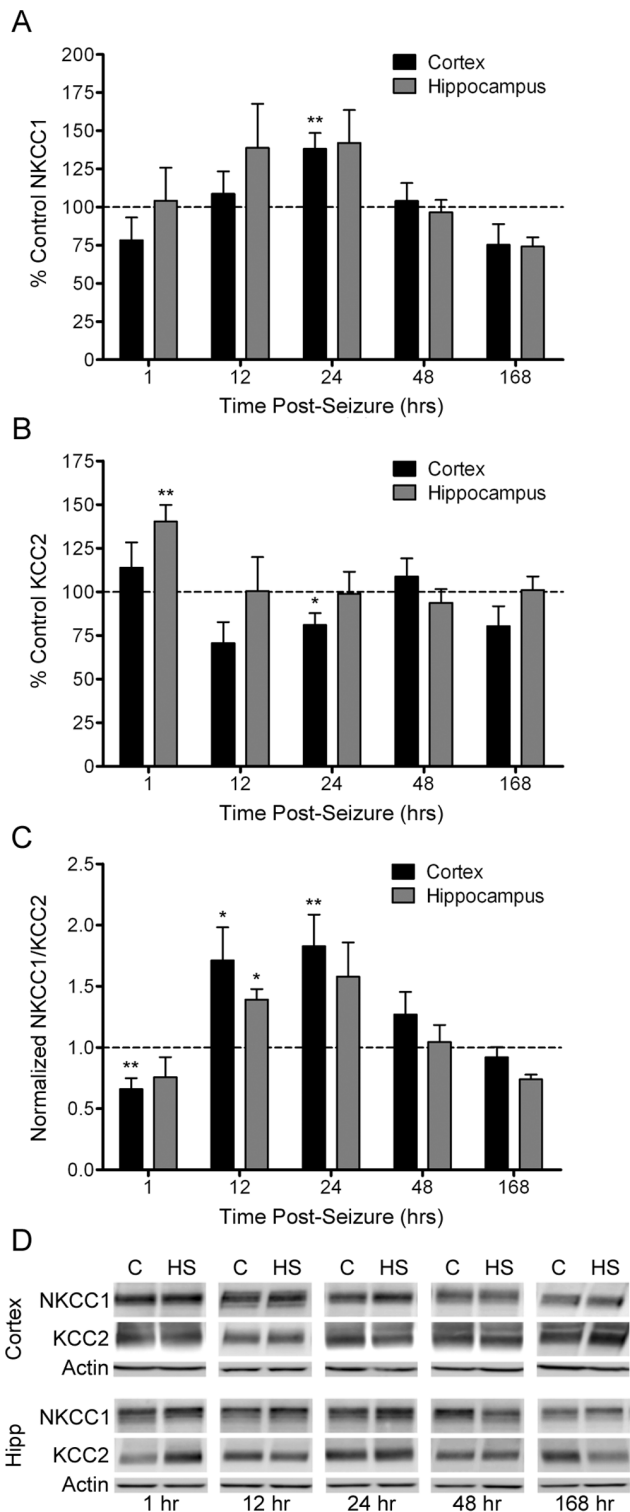 A
% Control NKCC1
200
175
150
125
100
75
50
25
0
Cortex
Hippocampus
**
1 12 24 48 168
Time Post-Seizure (hrs)
B
% Control KCC2
175
150
125
100
75
50
25
0
Cortex
Hippocampus
**
*
1 12 24 48 168
Time Post-Seizure (hrs)
C
Normalized NKCC1/KCC2
2.5
2.0
1.5
1.0
0.5
0.0
Cortex
Hippocampus
**
*
*
**
1 12 24 48 168
Time Post-Seizure (hrs)
D
C HS C HS C HS C HS C HS
Cortex
NKCC1
KCC2
Actin
Hipp
NKCC1
KCC2
Actin
1 hr 12 hr 24 hr 48 hr 168 hr